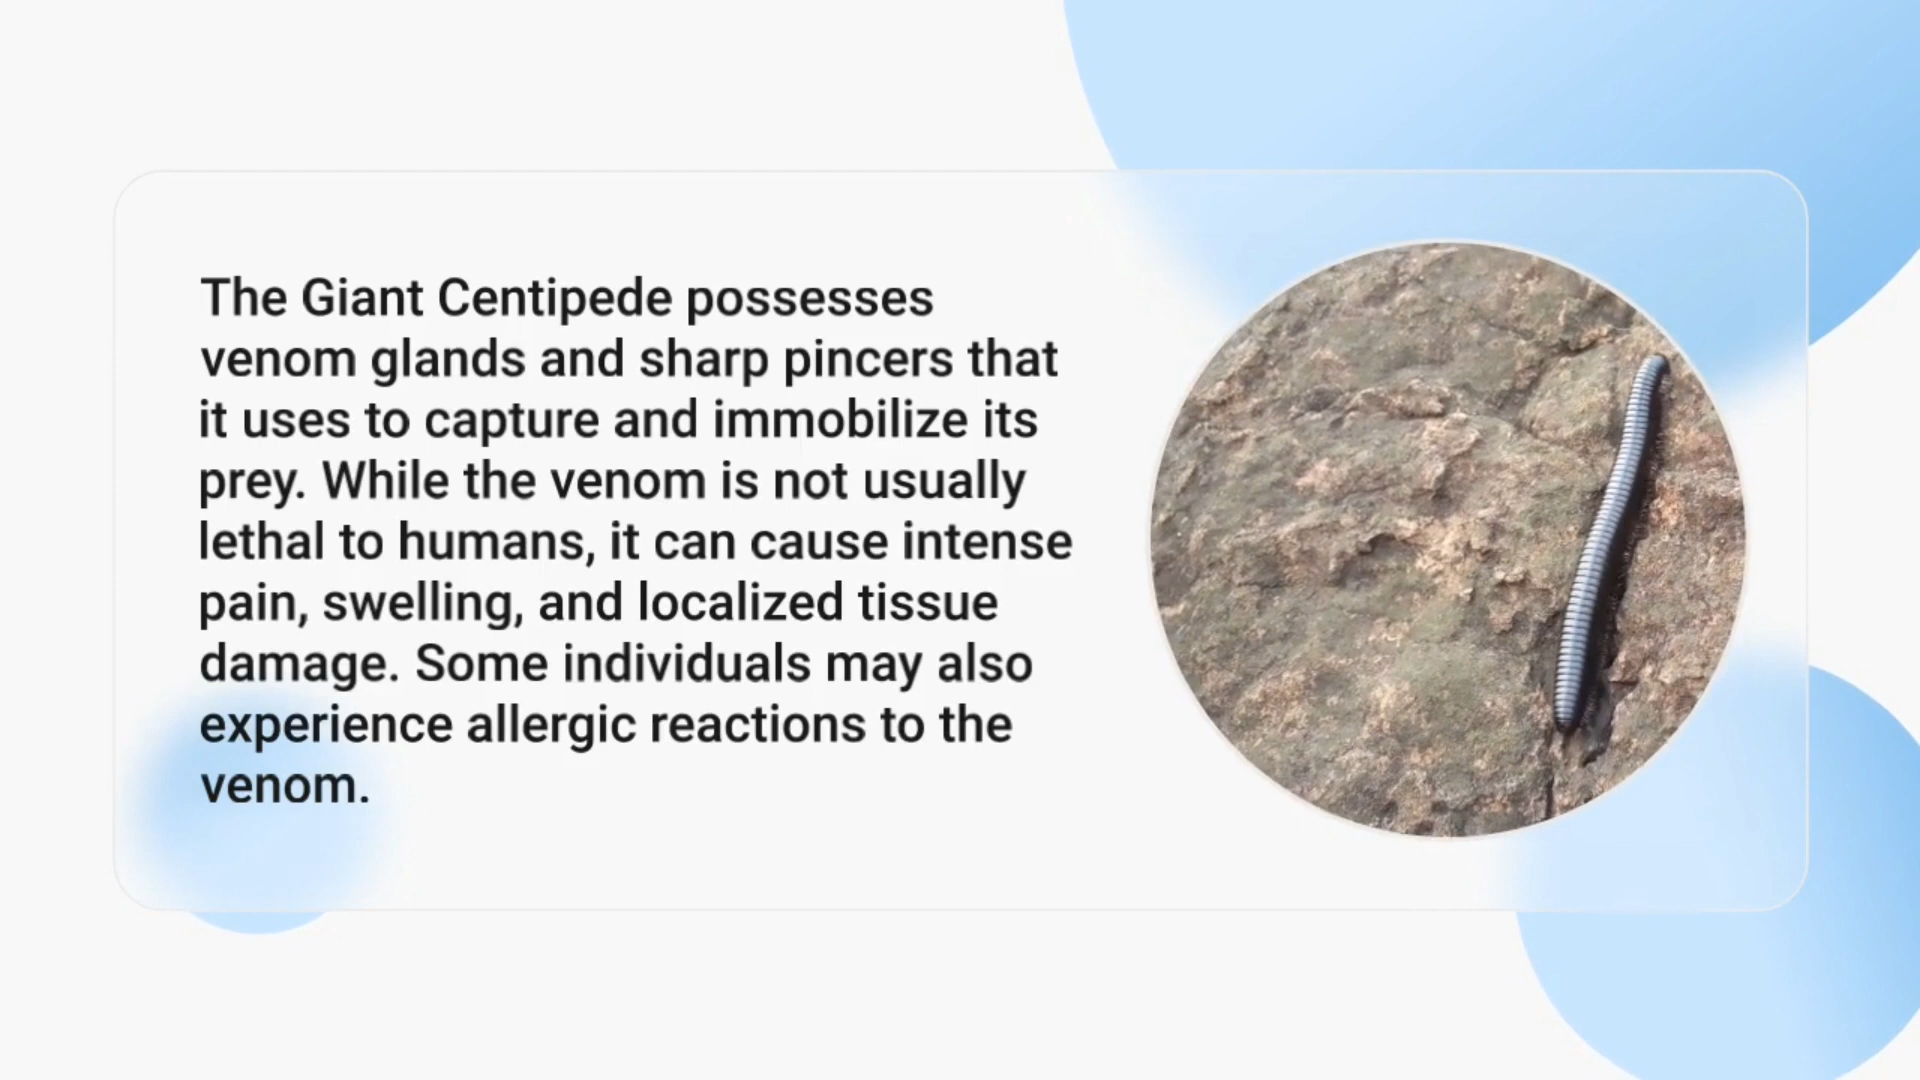 The Giant Centipede possesses
venom glands and sharp pincers that
it uses to capture and immobilize its
prey. While the venom is not usually
lethal to humans, it can cause intense
pain, swelling, and localized tissue
damage. Some individuals may also
experience allergic reactions to the
venom.